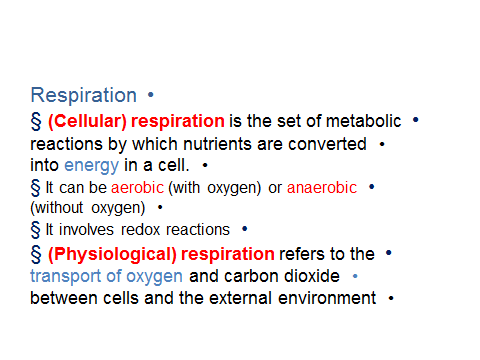 Respiration •
§ (Cellular) respiration is the set of metabolic •
reactions by which nutrients are converted •
into energy in a cell. •
§ It can be aerobic (with oxygen) or anaerobic •
(without oxygen) •
§ It involves redox reactions •
§ (Physiological) respiration refers to the •
transport of oxygen and carbon dioxide •
between cells and the external environment •